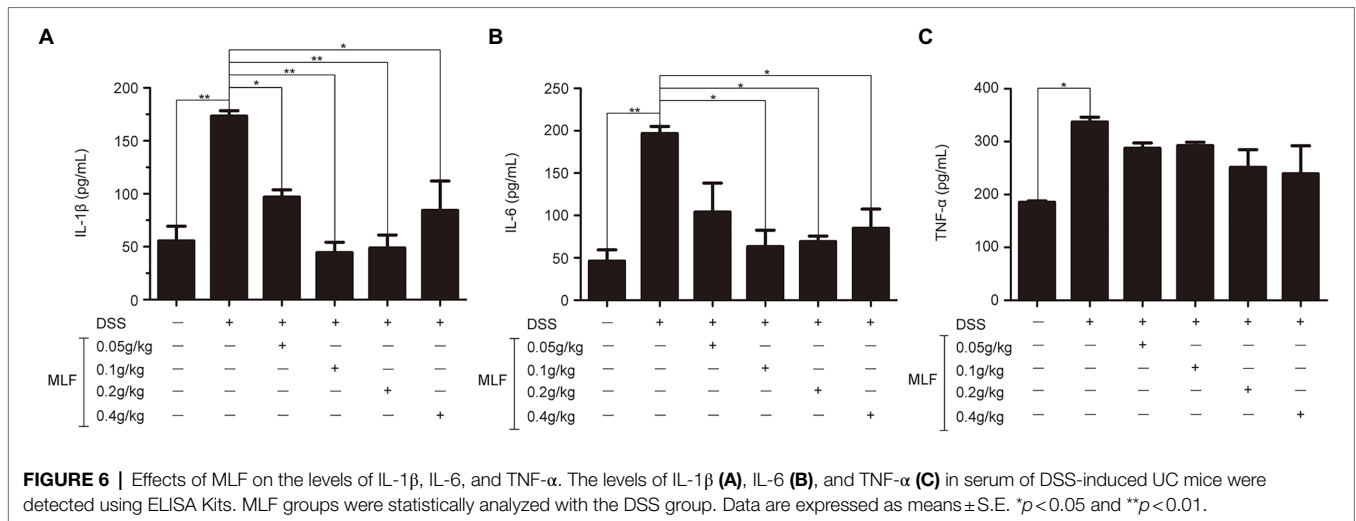 A
B
C
**
*
**
**
*
200
150
100
50
0
IL-1β (pg/mL)
**
*
*
*
250
200
150
100
50
0
IL-6 (pg/mL)
*
400
300
200
100
0
TNF-α (pg/mL)
DSS — + + + + +
MLF
0.05g/kg — — + — — —
0.1g/kg — — — + — —
0.2g/kg — — — — + —
0.4g/kg — — — — — +
DSS — + + + + +
MLF
0.05g/kg — — + — — —
0.1g/kg — — — + — —
0.2g/kg — — — — + —
0.4g/kg — — — — — +
DSS — + + + + +
MLF
0.05g/kg — — + — — —
0.1g/kg — — — + — —
0.2g/kg — — — — + —
0.4g/kg — — — — — +
FIGURE 6 | Effects of MLF on the levels of IL-1β, IL-6, and TNF-α. The levels of IL-1β (A), IL-6 (B), and TNF-α (C) in serum of DSS-induced UC mice were
detected using ELISA Kits. MLF groups were statistically analyzed with the DSS group. Data are expressed as means ± S.E. *p < 0.05 and **p < 0.01.